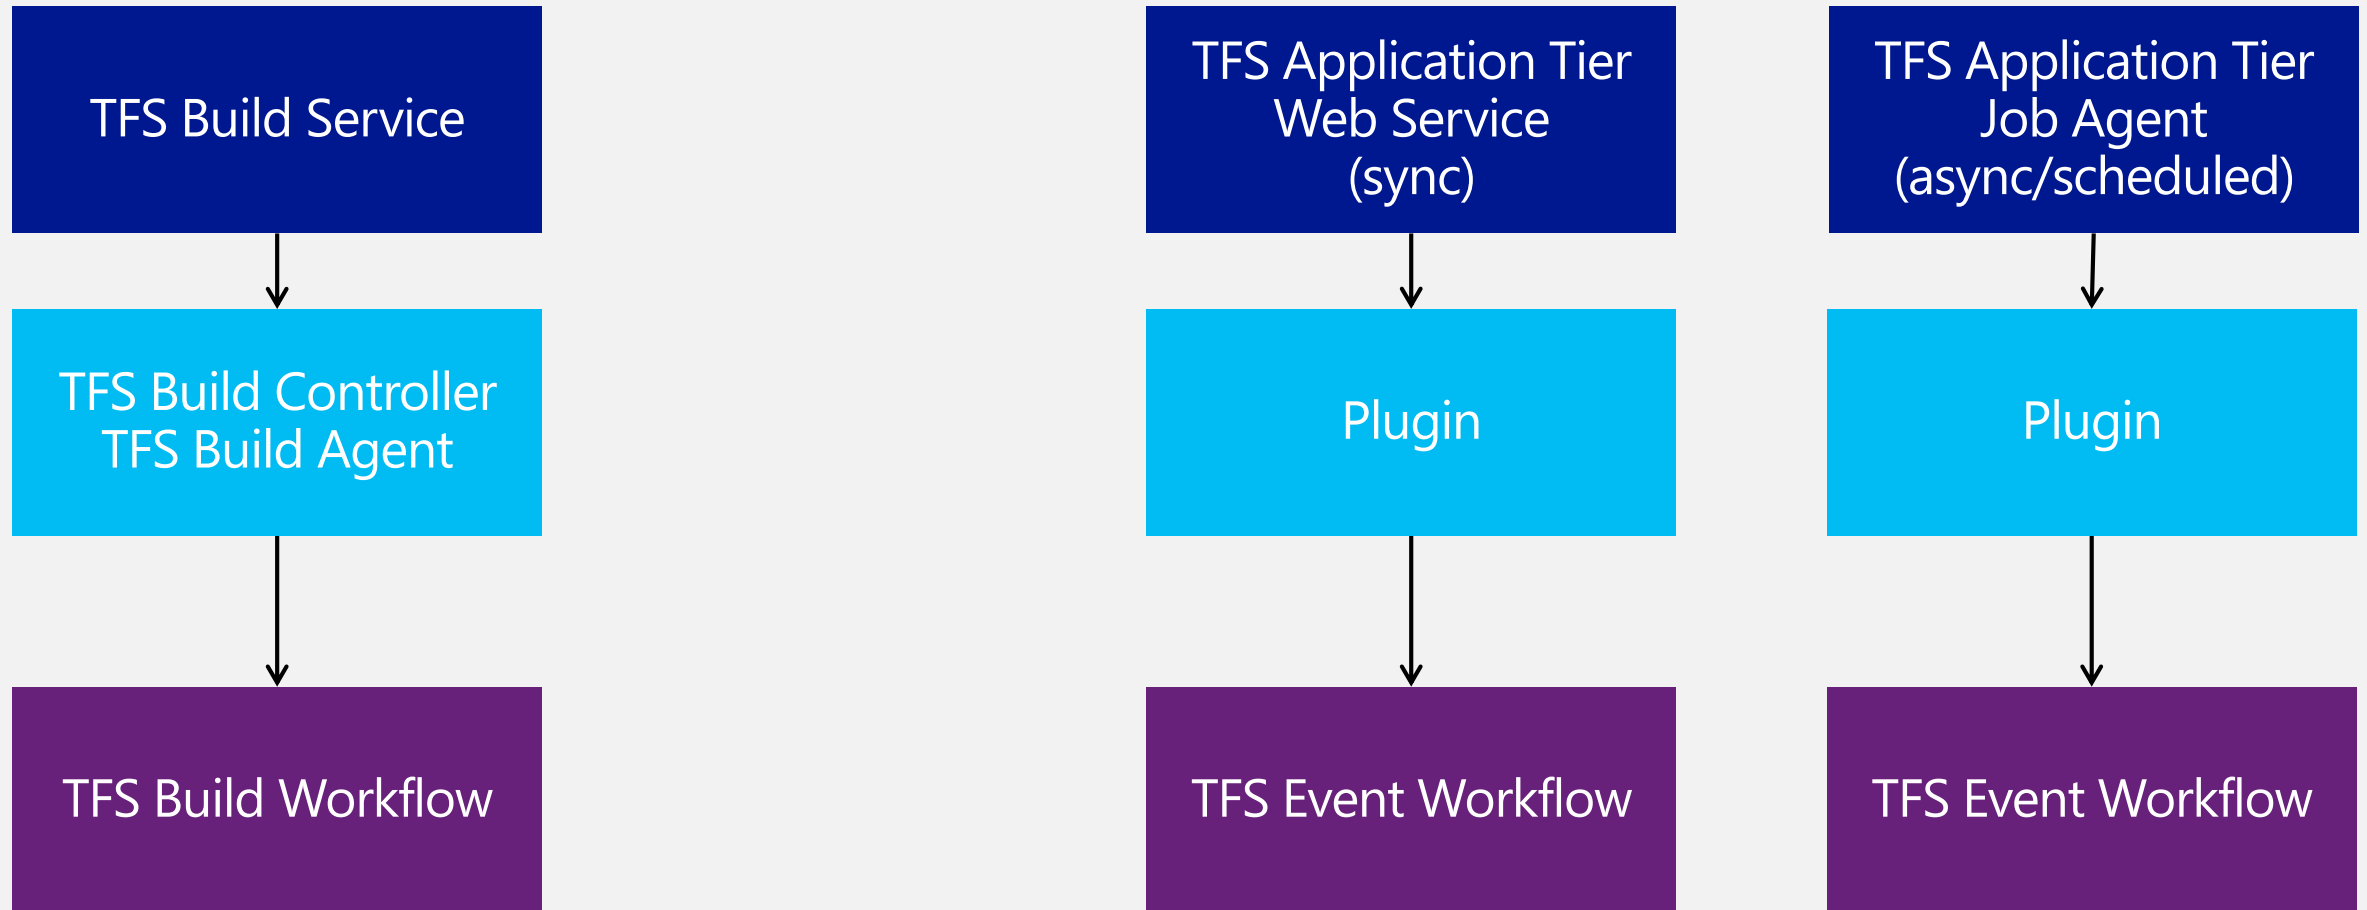 TFS Build Service
TFS Application Tier
Web Service
(sync)
TFS Application Tier
Job Agent
(async/scheduled)
TFS Build Controller
TFS Build Agent
Plugin
Plugin
TFS Build Workflow
TFS Event Workflow
TFS Event Workflow